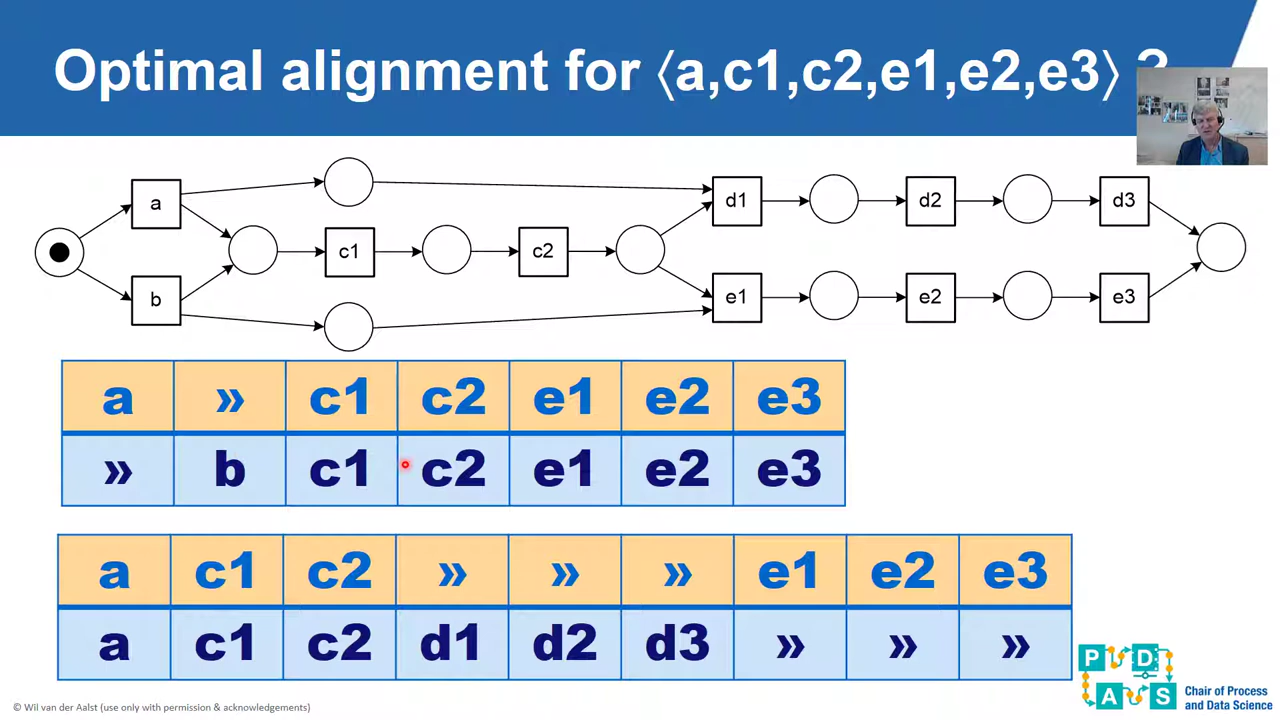 Optimal alignment for ⟨a,c1,c2,e1,e2,e3⟩ ?
a d1 d2 d3
c1 c2
b e1 e2 e3
a » c1 c2 e1 e2 e3
» b c1 c2 e1 e2 e3
a c1 c2 » » » e1 e2 e3
a c1 c2 d1 d2 d3 » » »
P D
A S
Chair of Process
and Data Science
© Wil van der Aalst (use only with permission & acknowledgements)